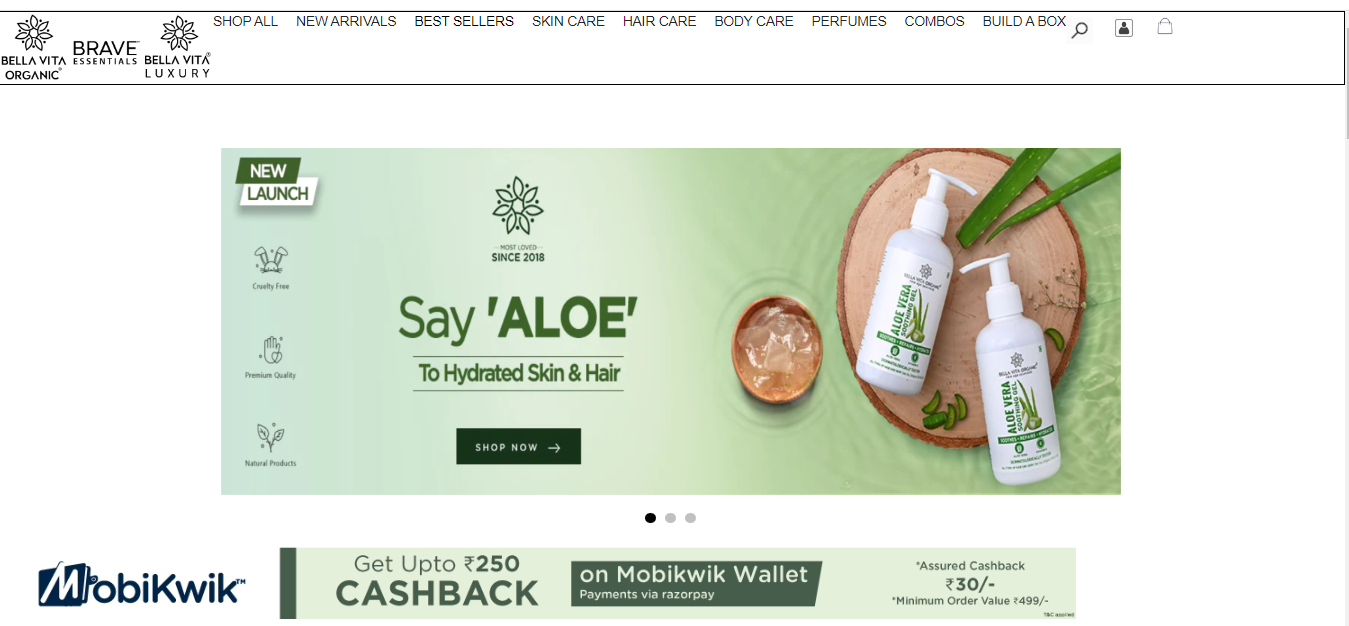 SHOP ALL NEW ARRIVALS BEST SELLERS SKIN CARE HAIR CARE BODY CARE PERFUMES COMBOS BUILD A BOX
BELLA VITA
ORGANIC®
BRAVE
ESSENTIALS
BELLA VITA®
LUXURY
NEW
LAUNCH
Cruelty Free
Premium Quality
Natural Products
MOST LOVED
SINCE 2018
Say 'ALOE'
To Hydrated Skin & Hair
SHOP NOW →
BELLA VITA ORGANIC
ALOE VERA
SOOTHING GEL
SOOTHES • REPAIRS • HYDRATES
BELLA VITA ORGANIC
ALOE VERA
SOOTHING GEL
SOOTHES • REPAIRS • HYDRATES
MobiKwik™
Get Upto ₹250
CASHBACK
on Mobikwik Wallet
Payments via razorpay
*Assured Cashback
₹30/-
*Minimum Order Value ₹499/-
T&C applied